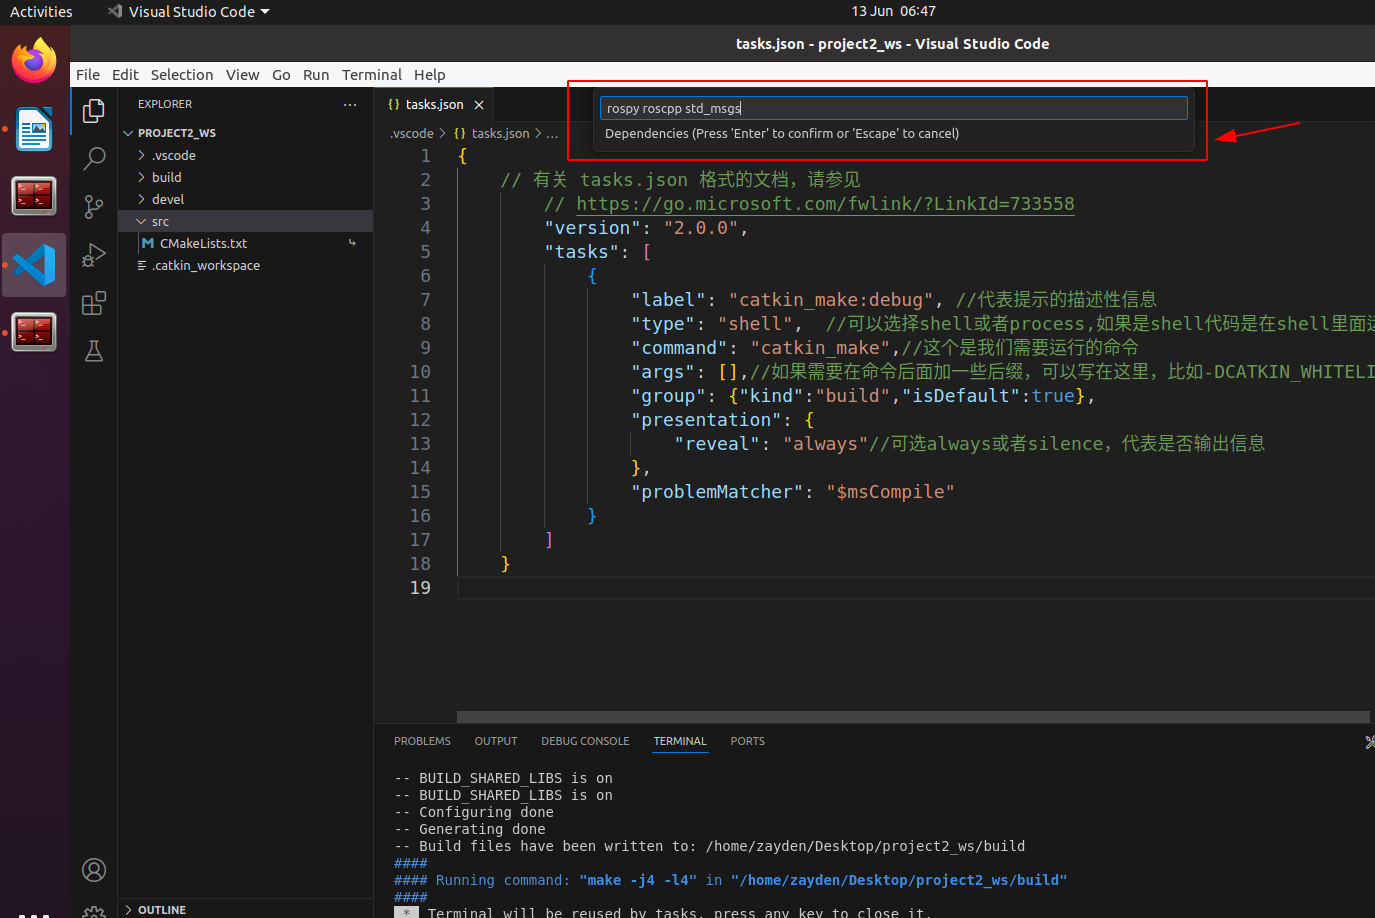 Activities
Visual Studio Code
13 Jun 06:47
tasks.json - project2_ws - Visual Studio Code
File Edit Selection View Go Run Terminal Help
EXPLORER
PROJECT2_WS
.vscode
build
devel
src
CMakeLists.txt
.catkin_workspace
OUTLINE
{} tasks.json
rospy roscpp std_msgs
Dependencies (Press 'Enter' to confirm or 'Escape' to cancel)
.vscode > {} tasks.json > ...
1 {
2 // 有关 tasks.json 格式的文档，请参见
3 // https://go.microsoft.com/fwlink/?LinkId=733558
4 "version": "2.0.0",
5 "tasks": [
6 {
7 "label": "catkin_make:debug", //代表提示的描述性信息
8 "type": "shell", //可以选择shell或者process,如果是shell代码是在shell里面运
9 "command": "catkin_make",//这个是我们需要运行的命令
10 "args": [],//如果需要在命令后面加一些后缀，可以写在这里，比如-DCATKIN_WHITELI
11 "group": {"kind":"build","isDefault":true},
12 "presentation": {
13 "reveal": "always"//可选always或者silence，代表是否输出信息
14 },
15 "problemMatcher": "$msCompile"
16 }
17 ]
18 }
19
PROBLEMS OUTPUT DEBUG CONSOLE TERMINAL PORTS
-- BUILD_SHARED_LIBS is on
-- BUILD_SHARED_LIBS is on
-- Configuring done
-- Generating done
-- Build files have been written to: /home/zayden/Desktop/project2_ws/build
####
#### Running command: "make -j4 -l4" in "/home/zayden/Desktop/project2_ws/build"
####
* Terminal will be reused by tasks, press any key to close it.